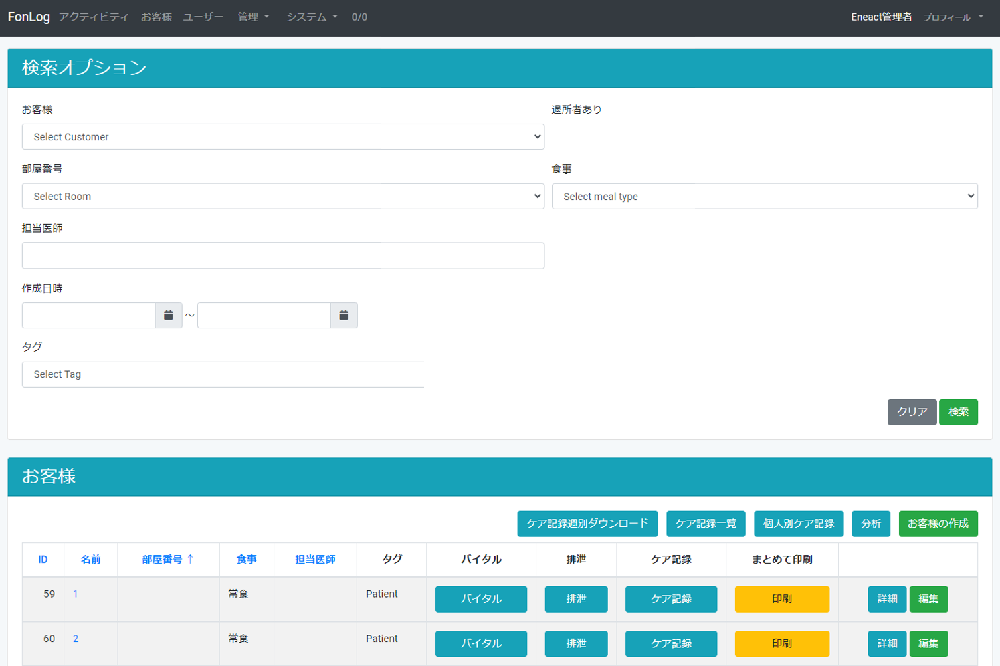 FonLog アクティビティ お客様 ユーザー 管理 システム 0/0 Eneact管理者 プロフィール
検索オプション
お客様 退所者あり
Select Customer
部屋番号 食事
Select Room Select meal type
担当医師
作成日時
～
タグ
Select Tag
クリア 検索
お客様
ケア記録週別ダウンロード ケア記録一覧 個人別ケア記録 分析 お客様の作成
ID 名前 部屋番号 ↑ 食事 担当医師 タグ バイタル 排泄 ケア記録 まとめて印刷
59 1 常食 Patient バイタル 排泄 ケア記録 印刷 詳細 編集
60 2 常食 Patient バイタル 排泄 ケア記録 印刷 詳細 編集